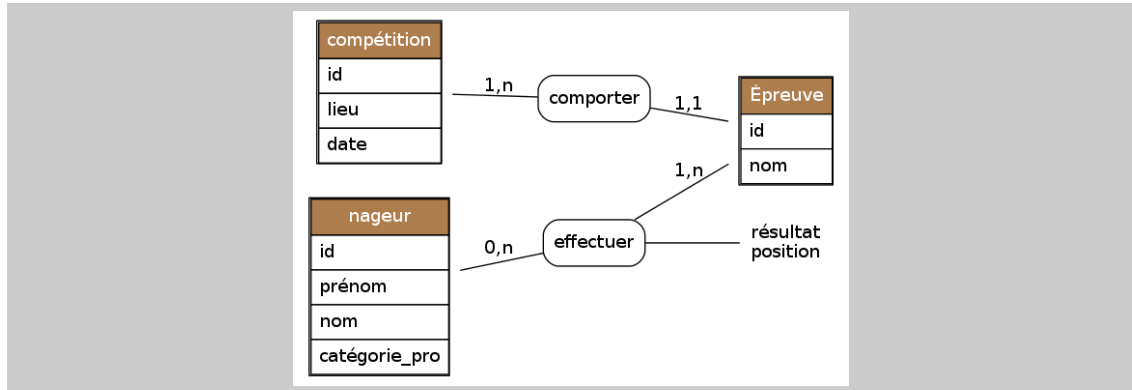 compétition
id
lieu
date
1,n
comporter
1,1
Épreuve
id
nom
1,n
nageur
id
prénom
nom
catégorie_pro
0,n
effectuer
résultat
position